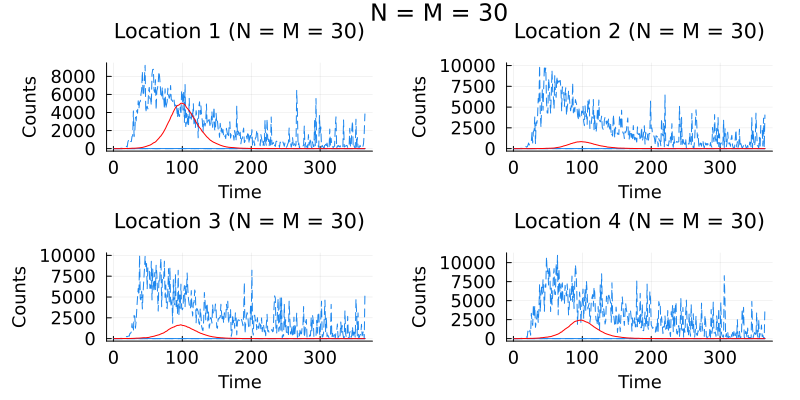 N = M = 30
Location 1 (N = M = 30)
Counts
8000
6000
4000
2000
0
0 100 200 300
Time
Location 2 (N = M = 30)
Counts
10000
7500
5000
2500
0
0 100 200 300
Time
Location 3 (N = M = 30)
Counts
10000
7500
5000
2500
0
0 100 200 300
Time
Location 4 (N = M = 30)
Counts
10000
7500
5000
2500
0
0 100 200 300
Time